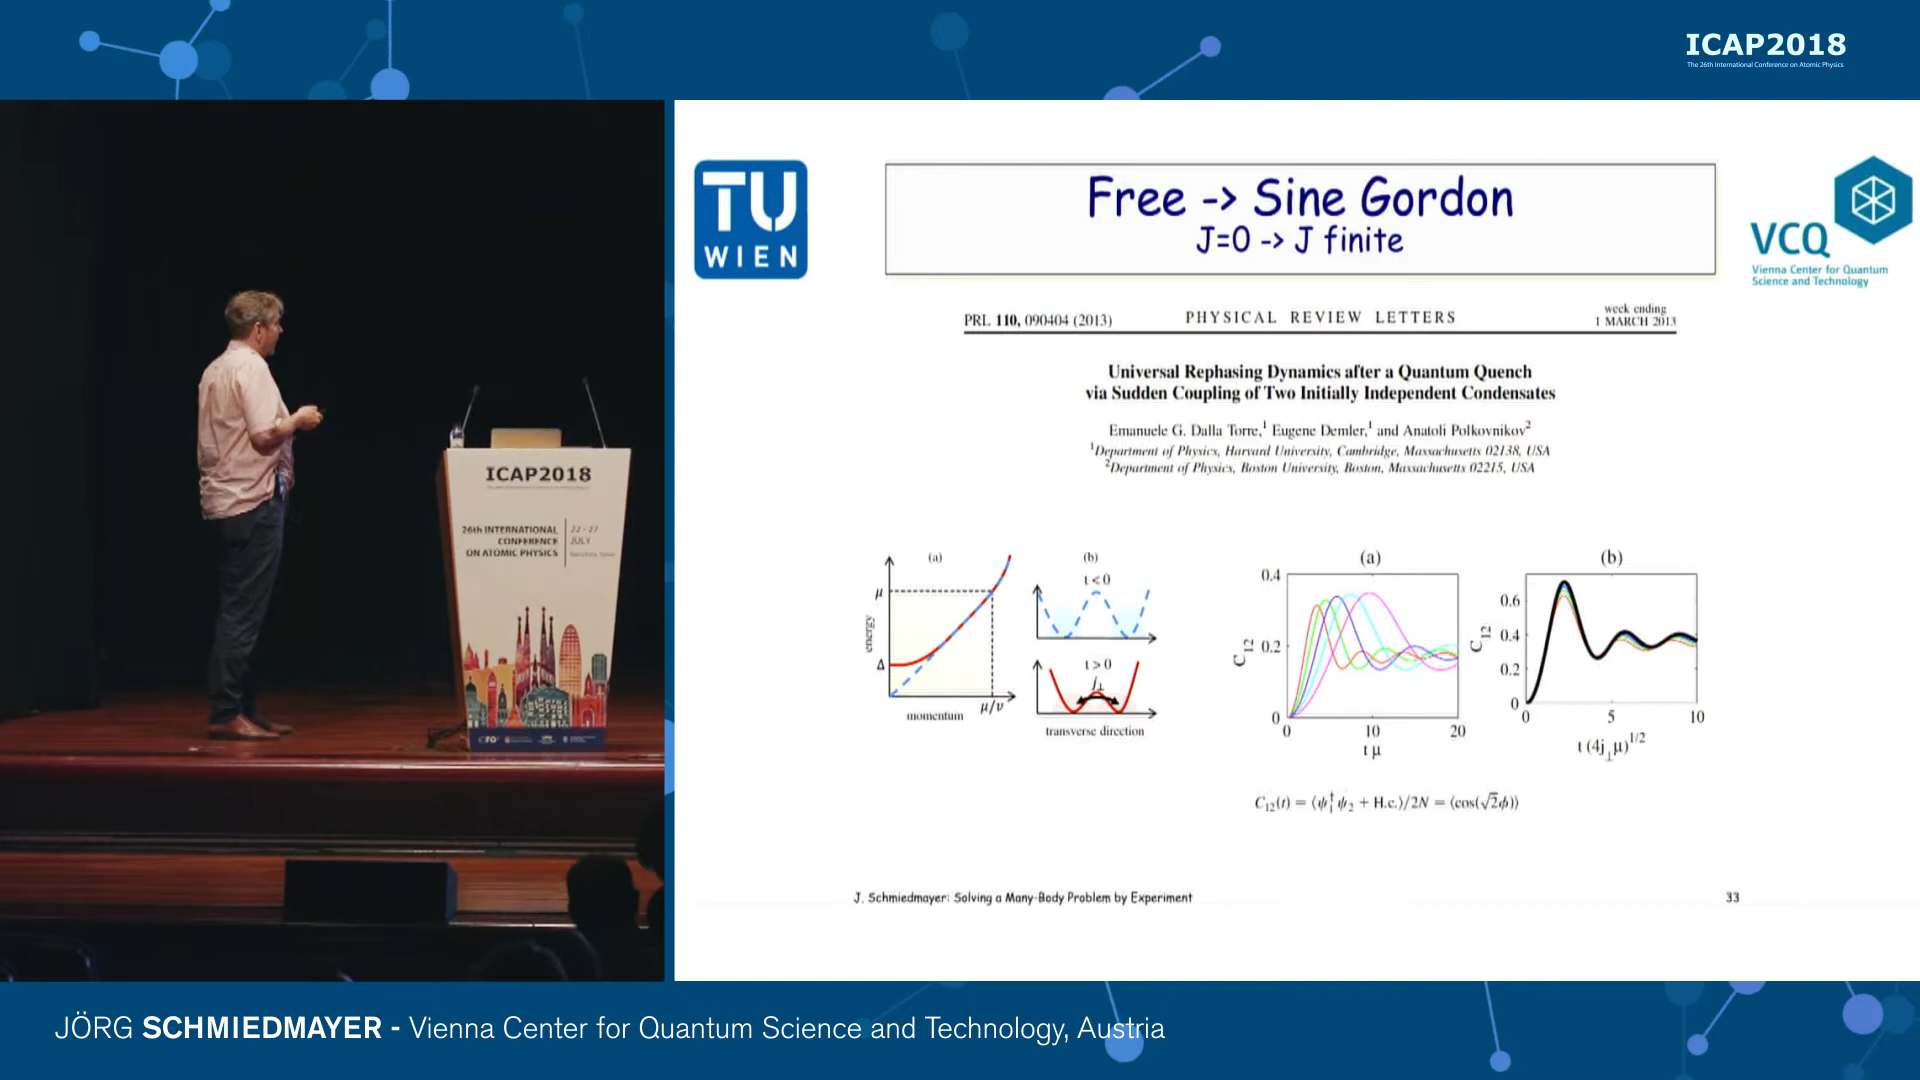 ICAP2018
The 26th International Conference on Atomic Physics
TU
WIEN
Free -> Sine Gordon
J=0 -> J finite
VCQ
Vienna Center for Quantum
Science and Technology
PRL 110, 090404 (2013)
PHYSICAL REVIEW LETTERS
week ending
1 MARCH 2013
Universal Rephasing Dynamics after a Quantum Quench
via Sudden Coupling of Two Initially Independent Condensates
Emanuele G. Dalla Torre,¹ Eugene Demler,¹ and Anatoli Polkovnikov²
¹Department of Physics, Harvard University, Cambridge, Massachusetts 02138, USA
²Department of Physics, Boston University, Boston, Massachusetts 02215, USA
(a)
μ
energy
Δ
momentum
μ/v
(b)
t<0
t>0
j⊥
transverse direction
(a)
0.4
0.2
0
C₁₂
0 10 20
t μ
(b)
0.6
0.4
0.2
0
C₁₂
0 5 10
t (4j⊥μ)^1/2
C₁₂(t) = ⟨ψ₁†ψ₂ + H.c.⟩/2N = ⟨cos(√2ϕ)⟩
J. Schmiedmayer: Solving a Many-Body Problem by Experiment
33
ICAP2018
26th INTERNATIONAL
CONFERENCE
ON ATOMIC PHYSICS
22 - 27
JULY
JÖRG SCHMIEDMAYER - Vienna Center for Quantum Science and Technology, Austria